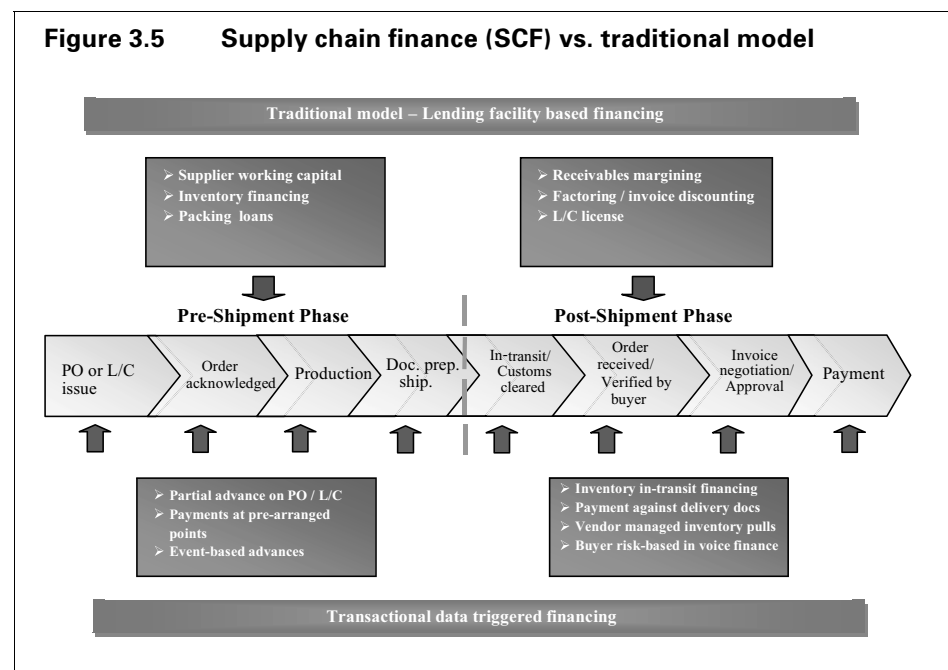 Figure 3.5 Supply chain finance (SCF) vs. traditional model
Traditional model – Lending facility based financing
➢ Supplier working capital
➢ Inventory financing
➢ Packing loans
➢ Receivables margining
➢ Factoring / invoice discounting
➢ L/C license
Pre-Shipment Phase
Post-Shipment Phase
PO or L/C
issue
Order
acknowledged
Production
Doc. prep.
ship.
In-transit/
Customs
cleared
Order
received/
Verified by
buyer
Invoice
negotiation/
Approval
Payment
➢ Partial advance on PO / L/C
➢ Payments at pre-arranged
points
➢ Event-based advances
➢ Inventory in-transit financing
➢ Payment against delivery docs
➢ Vendor managed inventory pulls
➢ Buyer risk-based in voice finance
Transactional data triggered financing